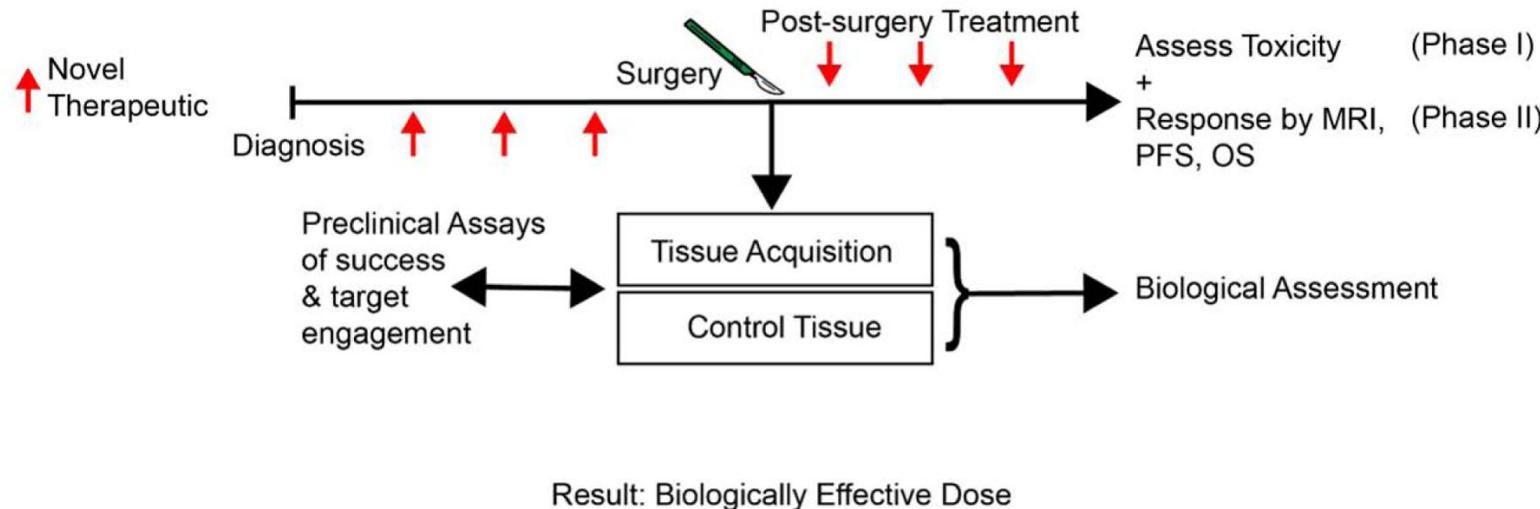 Novel
Therapeutic
Diagnosis
Surgery
Post-surgery Treatment
Assess Toxicity (Phase I)
+
Response by MRI, (Phase II)
PFS, OS
Preclinical Assays
of success
& target
engagement
Tissue Acquisition
Control Tissue
Biological Assessment
Result: Biologically Effective Dose